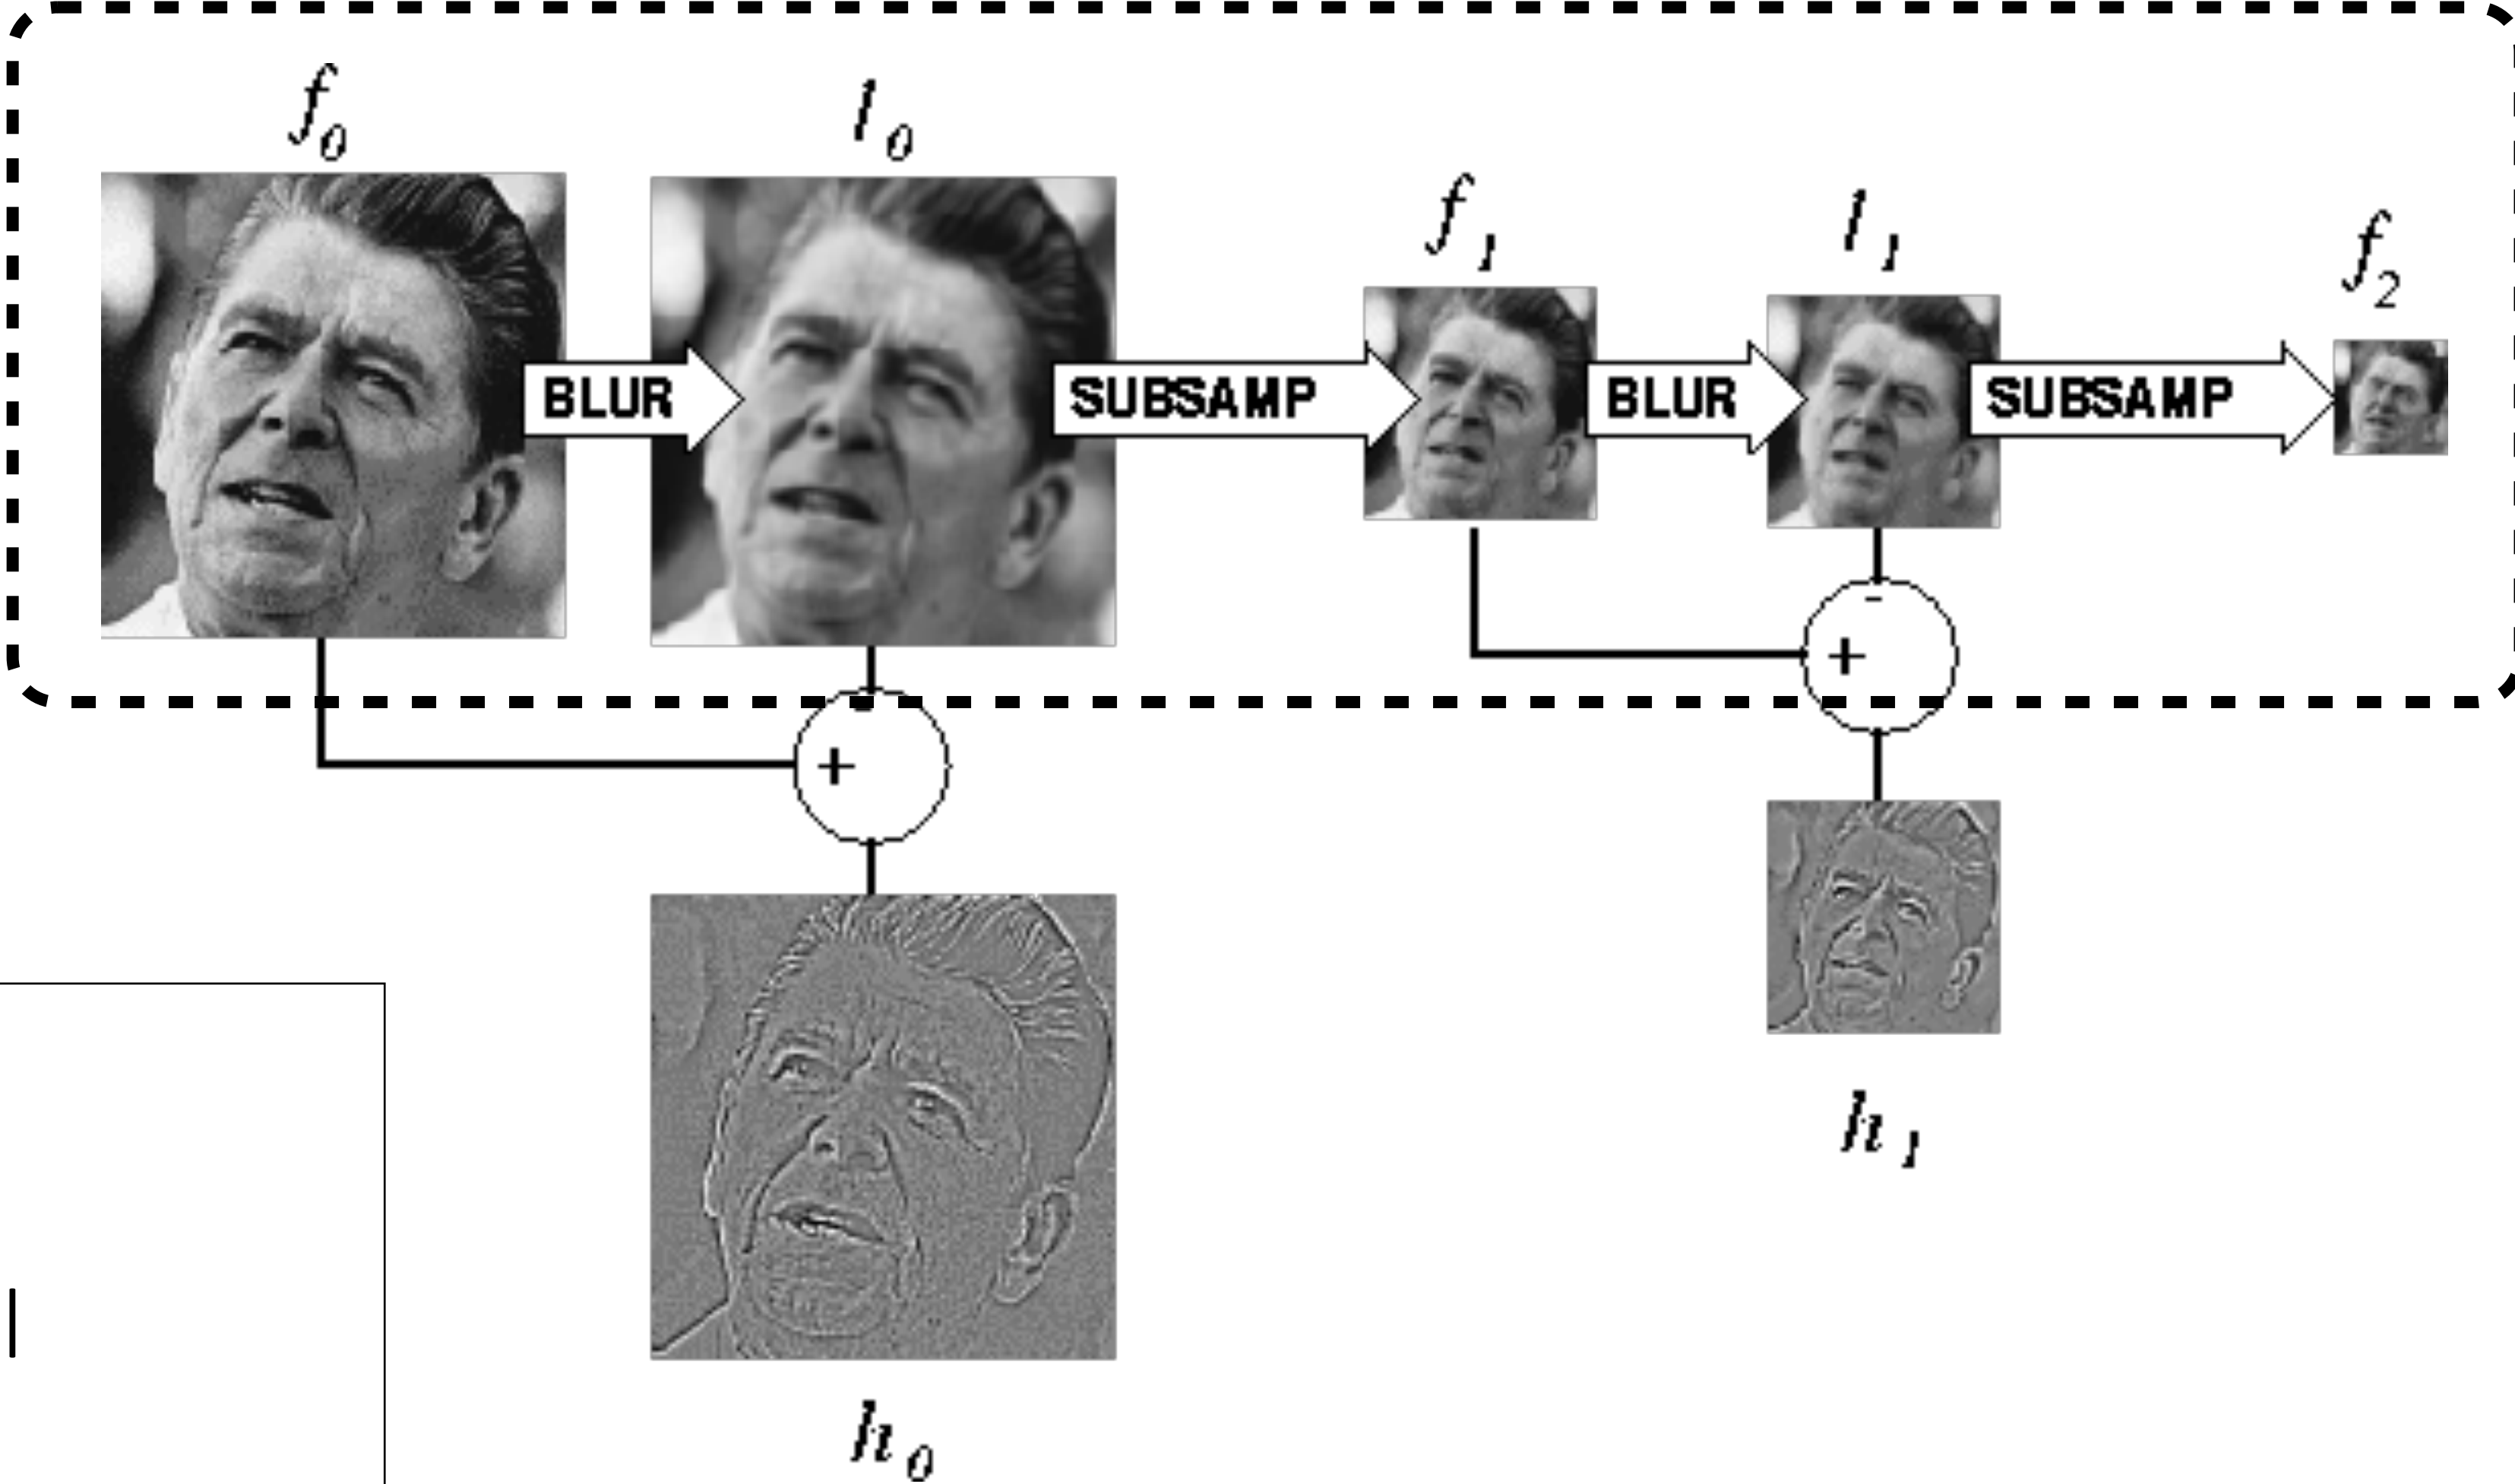 f₀
l₀
f₁
l₁
f₂
BLUR
SUBSAMP
BLUR
SUBSAMP
-
+
-
+
h₁
h₀